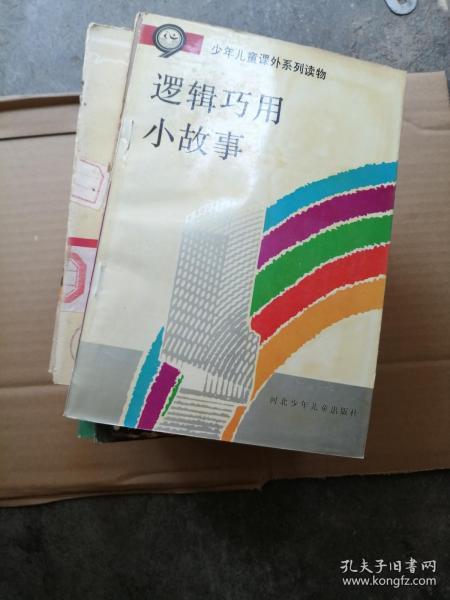 少年儿童课外系列读物
逻辑巧用
小故事
河北少年儿童出版社
孔夫子旧书网
www.kongfz.com